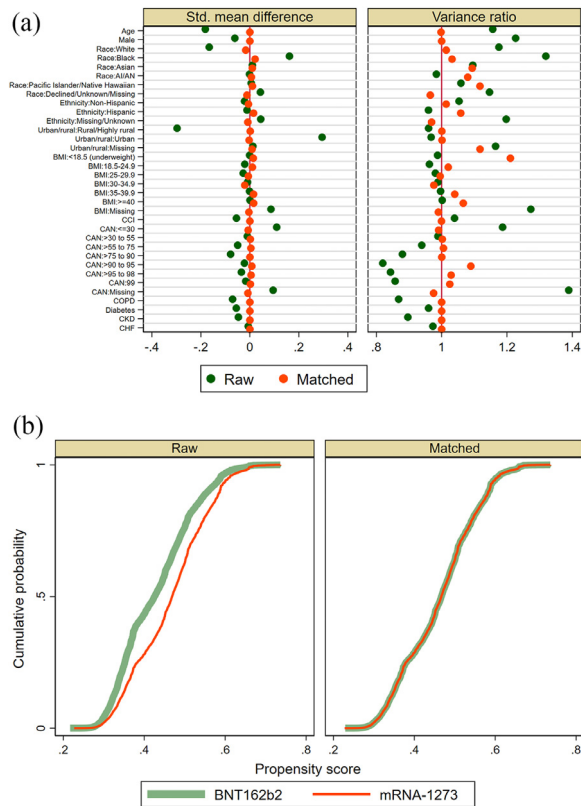 (a)
Std. mean difference Variance ratio
Age
Male
Race:White
Race:Black
Race:Asian
Race:AI/AN
Race:Pacific Islander/Native Hawaiian
Race:Declined/Unknown/Missing
Ethnicity:Non-Hispanic
Ethnicity:Hispanic
Ethnicity:Missing/Unknown
Urban/rural:Rural/Highly rural
Urban/rural:Urban
Urban/rural:Missing
BMI:<18.5 (underweight)
BMI:18.5-24.9
BMI:25-29.9
BMI:30-34.9
BMI:35-39.9
BMI:>=40
BMI:Missing
CCI
CAN:<=30
CAN:>30 to 55
CAN:>55 to 75
CAN:>75 to 90
CAN:>90 to 95
CAN:>95 to 98
CAN:99
CAN:Missing
COPD
Diabetes
CKD
CHF
-.4 -.2 0 .2 .4 .8 1 1.2 1.4
Raw Matched
(b)
Raw Matched
Cumulative probability
1
.5
0
.2 .4 .6 .8 .2 .4 .6 .8
Propensity score
BNT162b2 mRNA-1273